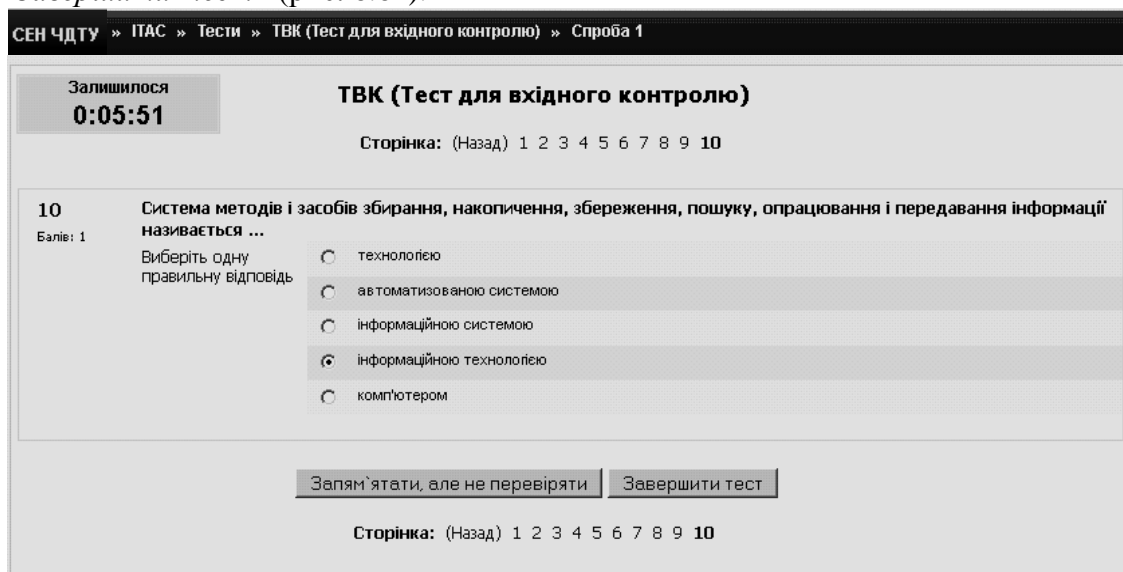 СЕН ЧДТУ » ІТАС » Тести » ТВК (Тест для вхідного контролю) » Спроба 1
Залишилося
0:05:51
ТВК (Тест для вхідного контролю)
Сторінка: (Назад) 1 2 3 4 5 6 7 8 9 10
10
Балів: 1
Система методів і засобів збирання, накопичення, збереження, пошуку, опрацювання і передавання інформації
називається ...
Виберіть одну
правильну відповідь
технологією
автоматизованою системою
інформаційною системою
інформаційною технологією
комп'ютером
Запам`ятати, але не перевіряти Завершити тест
Сторінка: (Назад) 1 2 3 4 5 6 7 8 9 10